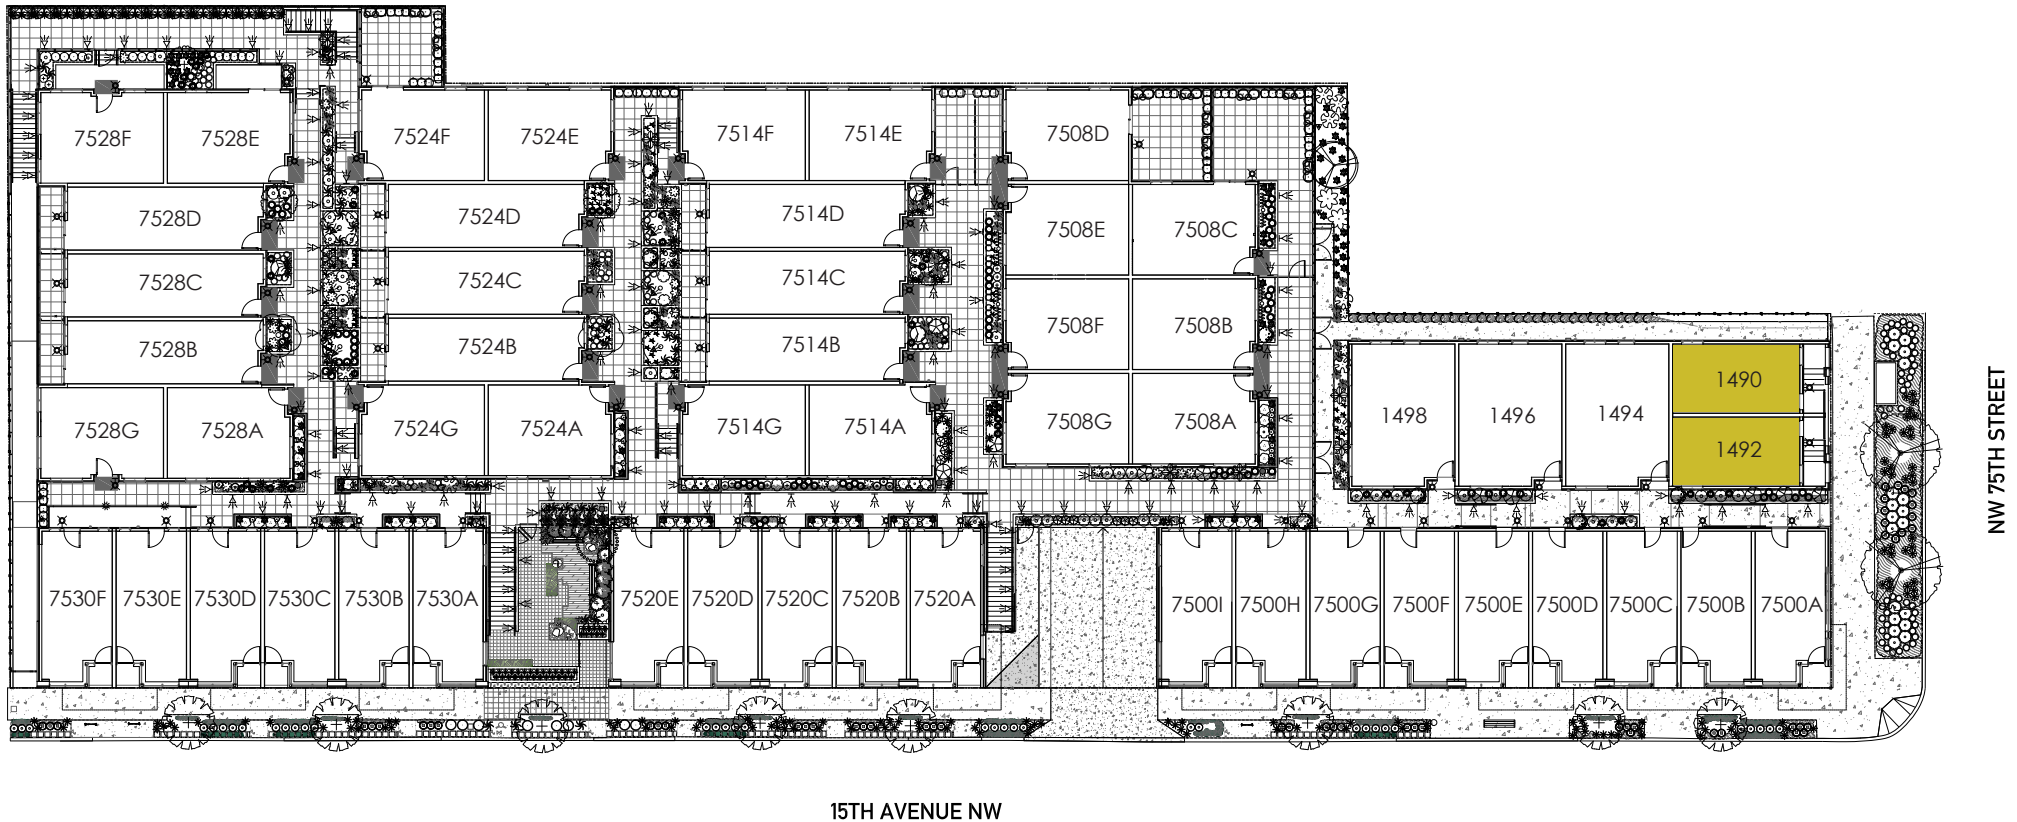 7528F 7528E 7524F 7524E 7514F 7514E 7508D
7528D 7524D 7514D 7508E 7508C
7528C 7524C 7514C
7528B 7524B 7514B 7508F 7508B
7528G 7528A 7524G 7524A 7514G 7514A 7508G 7508A
1498 1496 1494 1490
1492
7530F 7530E 7530D 7530C 7530B 7530A 7520E 7520D 7520C 7520B 7520A 7500I 7500H 7500G 7500F 7500E 7500D 7500C 7500B 7500A
NW 75TH STREET
15TH AVENUE NW